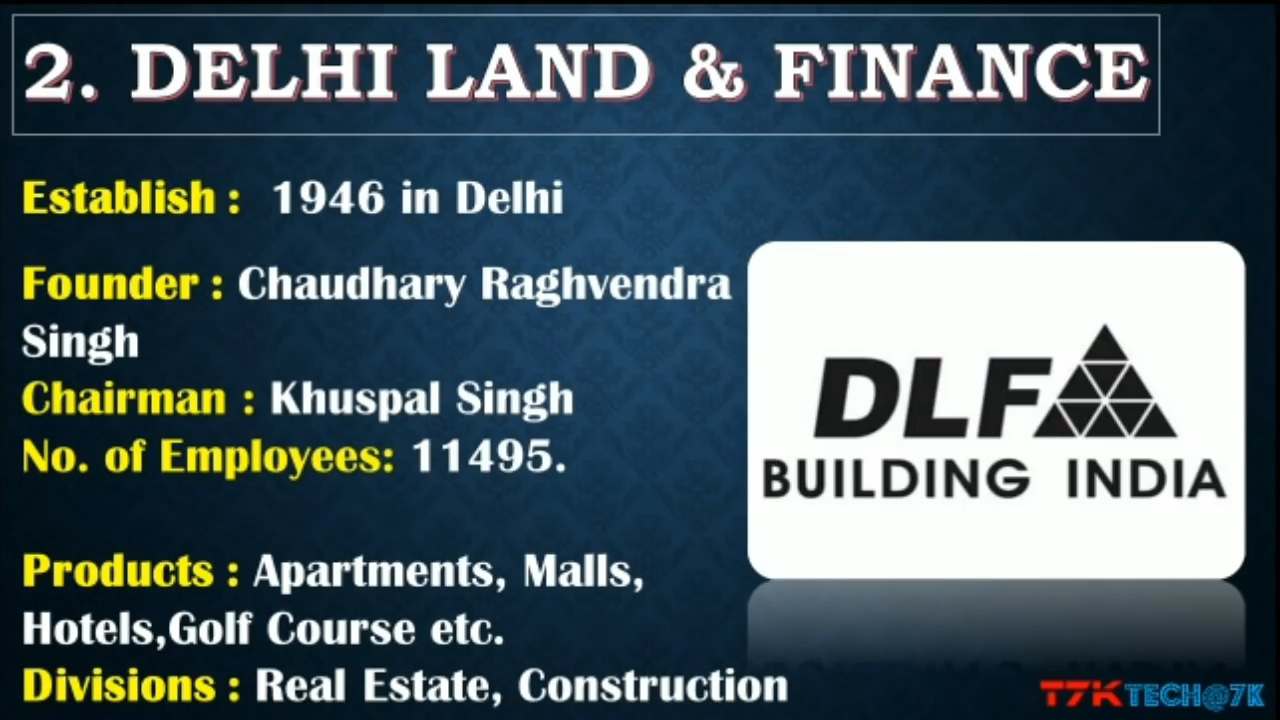 2. DELHI LAND & FINANCE
Establish : 1946 in Delhi
Founder : Chaudhary Raghvendra
Singh
Chairman : Khuspal Singh
No. of Employees: 11495.
Products : Apartments, Malls,
Hotels,Golf Course etc.
Divisions : Real Estate, Construction
DLF
BUILDING INDIA
T7K TECH@7K